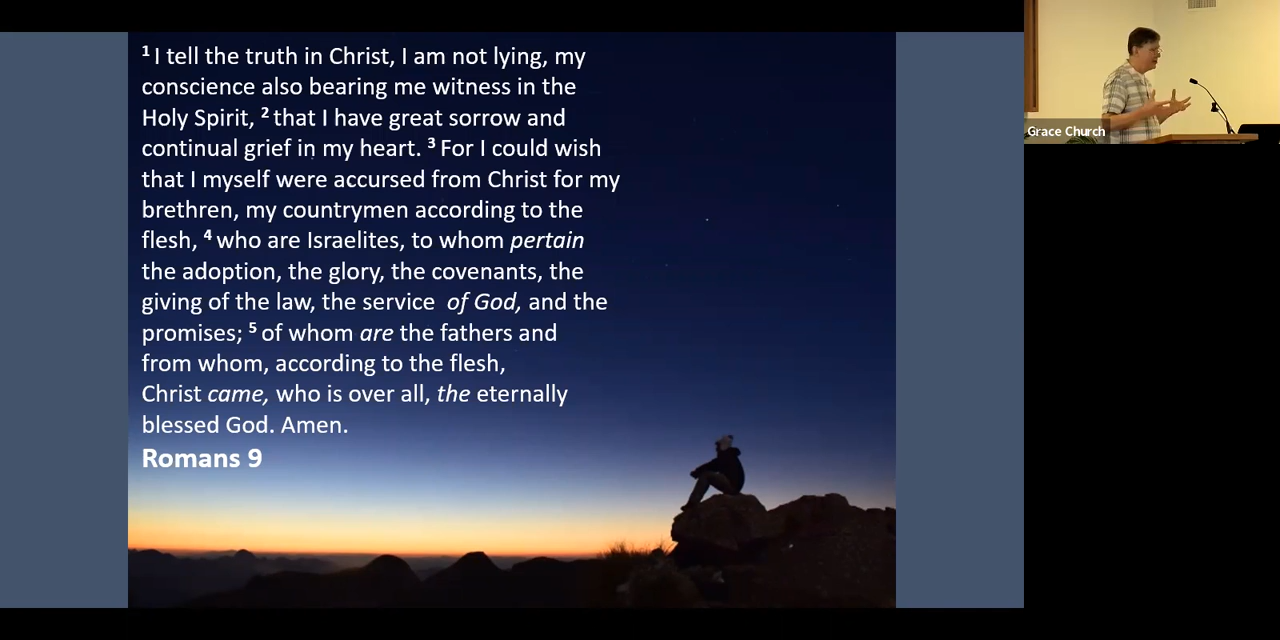 1 I tell the truth in Christ, I am not lying, my
conscience also bearing me witness in the
Holy Spirit, 2 that I have great sorrow and
continual grief in my heart. 3 For I could wish
that I myself were accursed from Christ for my
brethren, my countrymen according to the
flesh, 4 who are Israelites, to whom pertain
the adoption, the glory, the covenants, the
giving of the law, the service of God, and the
promises; 5 of whom are the fathers and
from whom, according to the flesh,
Christ came, who is over all, the eternally
blessed God. Amen.
Romans 9
Grace Church